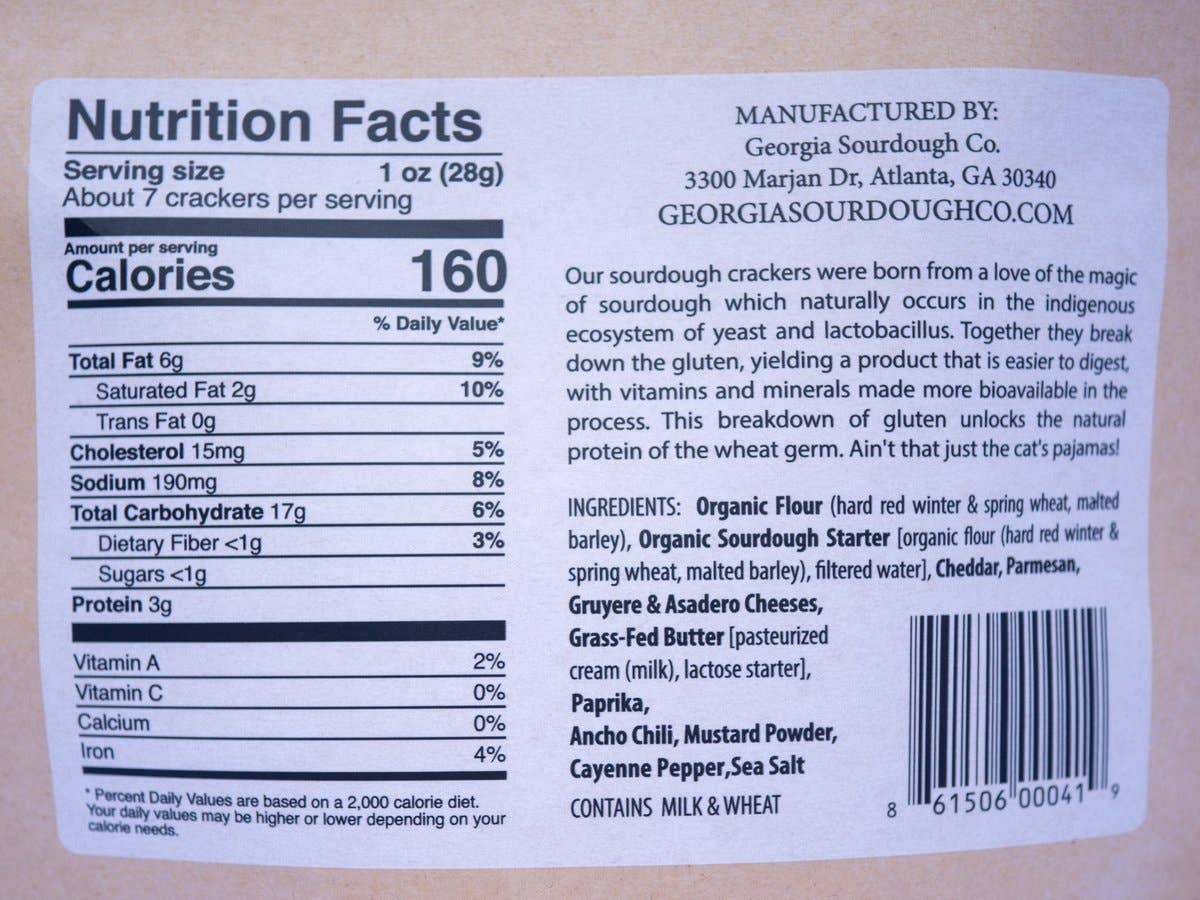 Nutrition Facts
Serving size 1 oz (28g)
About 7 crackers per serving
Amount per serving
Calories 160
% Daily Value*
Total Fat 6g 9%
Saturated Fat 2g 10%
Trans Fat 0g
Cholesterol 15mg 5%
Sodium 190mg 8%
Total Carbohydrate 17g 6%
Dietary Fiber <1g 3%
Sugars <1g
Protein 3g
Vitamin A 2%
Vitamin C 0%
Calcium 0%
Iron 4%
* Percent Daily Values are based on a 2,000 calorie diet.
Your daily values may be higher or lower depending on your
calorie needs.
MANUFACTURED BY:
Georgia Sourdough Co.
3300 Marjan Dr, Atlanta, GA 30340
GEORGIASOURDOUGHCO.COM
Our sourdough crackers were born from a love of the magic
of sourdough which naturally occurs in the indigenous
ecosystem of yeast and lactobacillus. Together they break
down the gluten, yielding a product that is easier to digest,
with vitamins and minerals made more bioavailable in the
process. This breakdown of gluten unlocks the natural
protein of the wheat germ. Ain't that just the cat's pajamas!
INGREDIENTS: Organic Flour (hard red winter & spring wheat, malted
barley), Organic Sourdough Starter [organic flour (hard red winter &
spring wheat, malted barley), filtered water], Cheddar, Parmesan,
Gruyere & Asadero Cheeses,
Grass-Fed Butter [pasteurized
cream (milk), lactose starter],
Paprika,
Ancho Chili, Mustard Powder,
Cayenne Pepper,Sea Salt
CONTAINS MILK & WHEAT
8 61506 00041 9